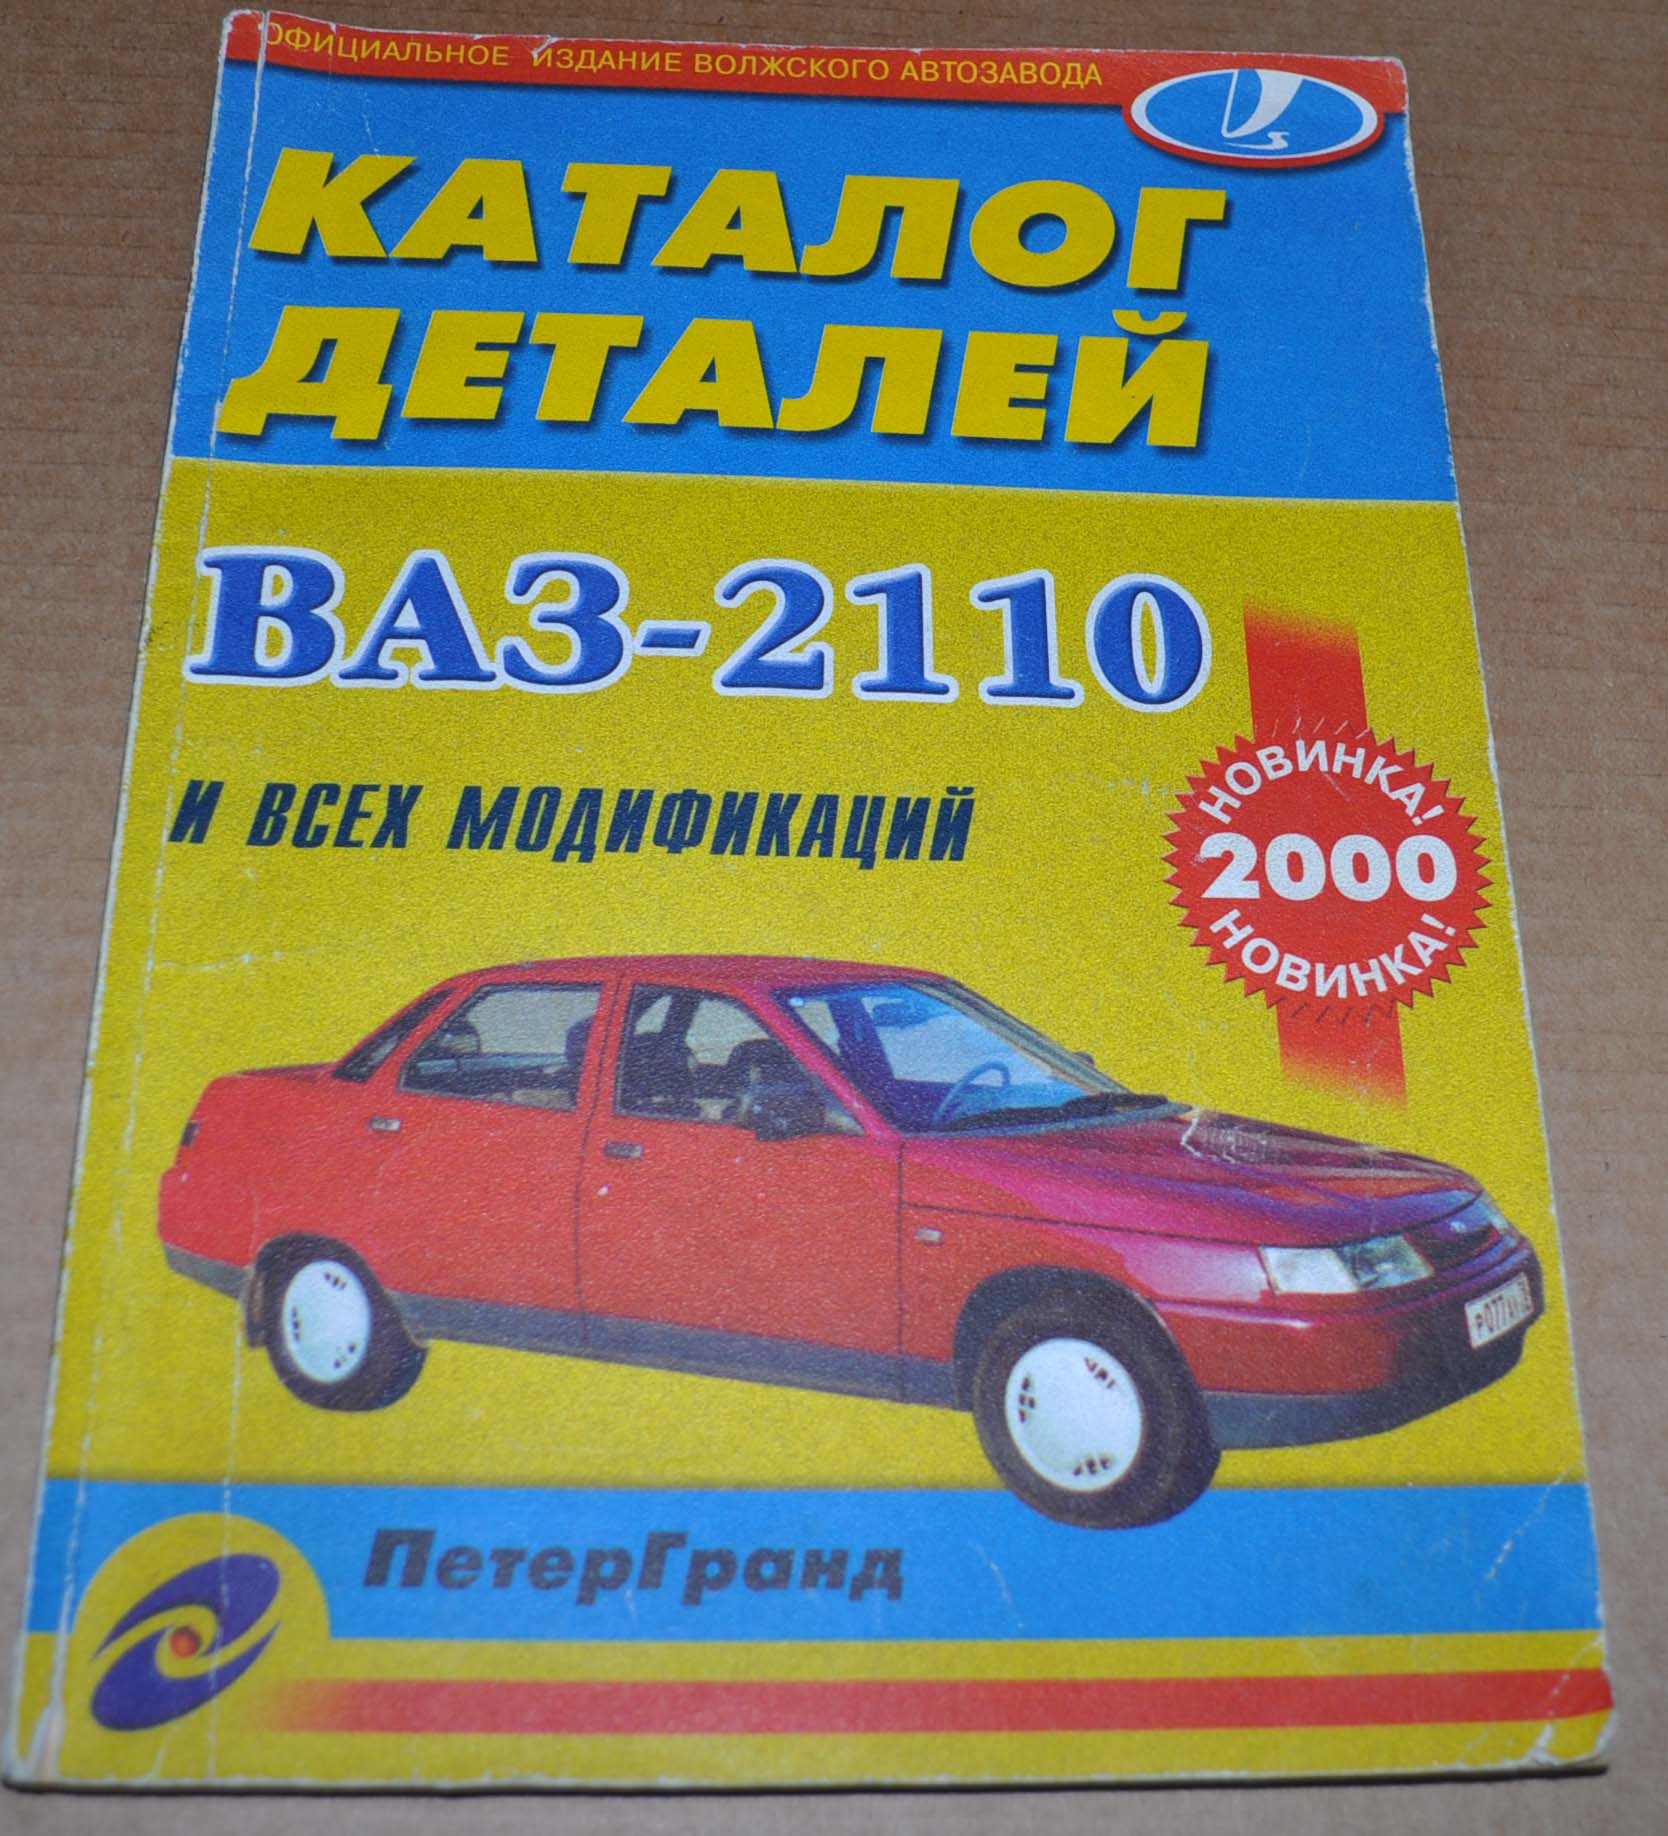 ОФИЦИАЛЬНОЕ ИЗДАНИЕ ВОЛЖСКОГО АВТОЗАВОДА
КАТАЛОГ
ДЕТАЛЕЙ
ВАЗ-2110
И ВСЕХ МОДИФИКАЦИЙ
НОВИНКА!
2000
НОВИНКА!
ПетерГранд